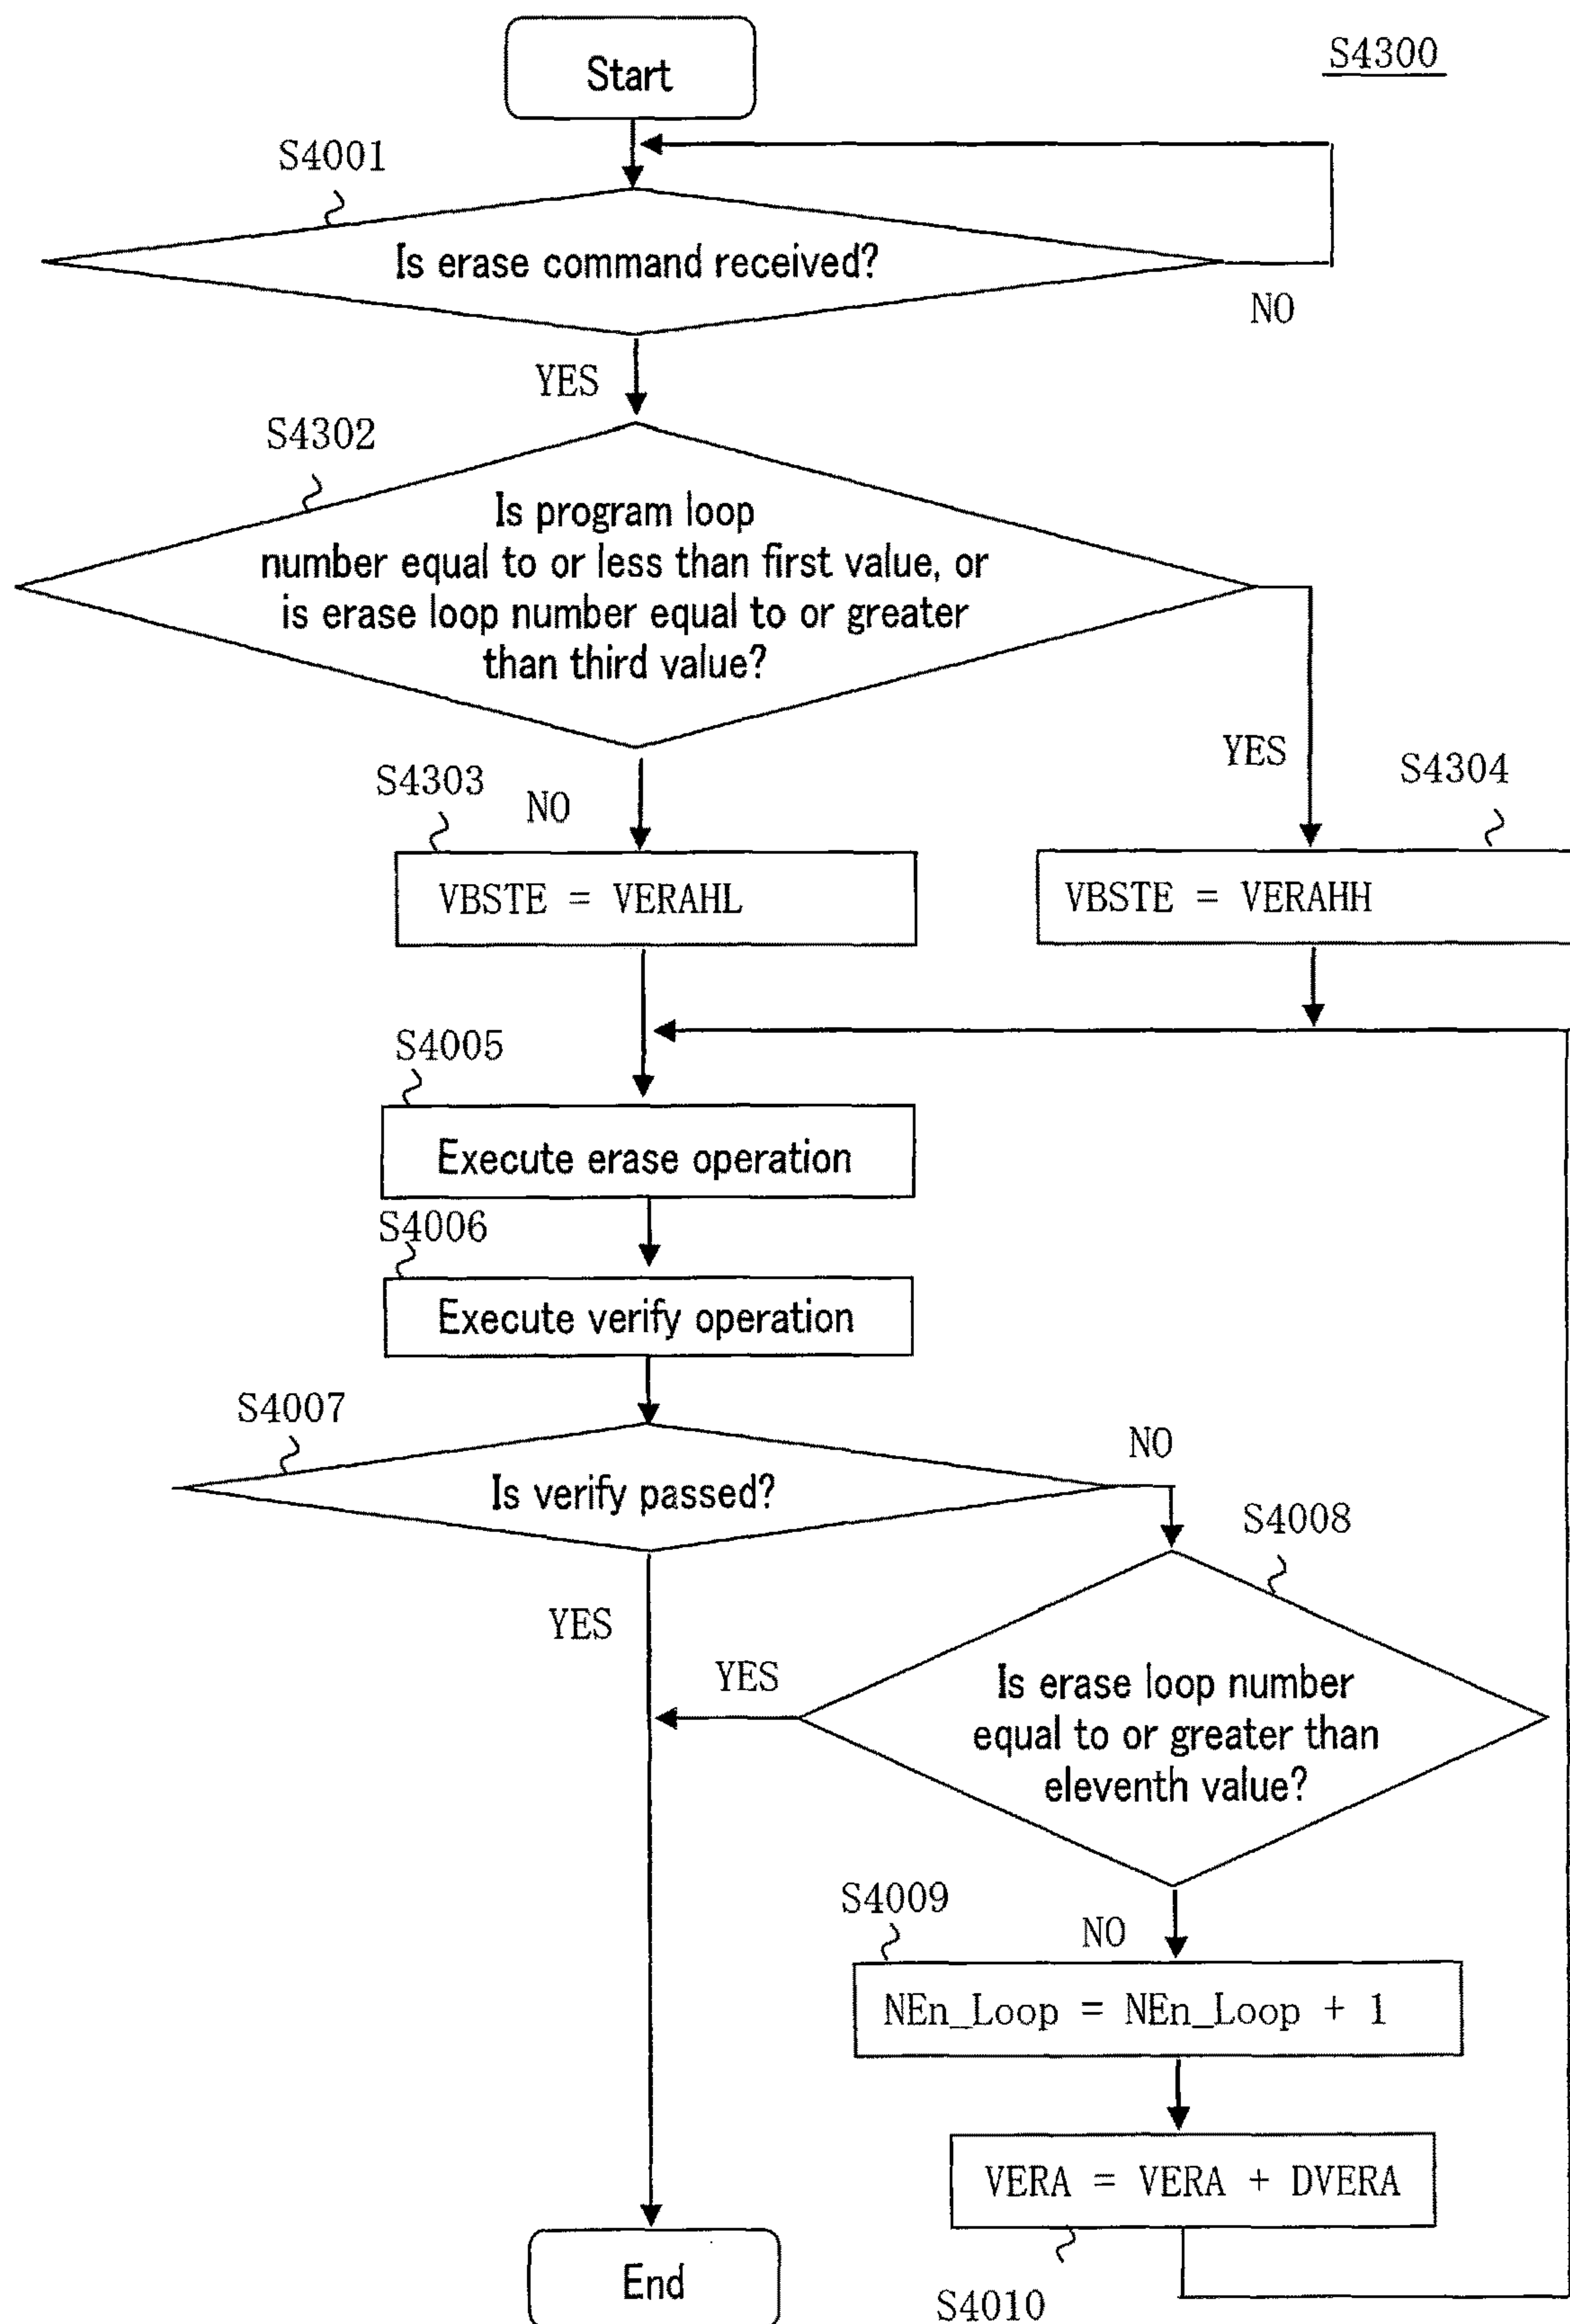 Start
S4300
S4001
Is erase command received?
NO
YES
S4302
Is program loop
number equal to or less than first value, or
is erase loop number equal to or greater
than third value?
YES
S4304
S4303
NO
VBSTE = VERAHL
VBSTE = VERAHH
S4005
Execute erase operation
S4006
Execute verify operation
S4007
NO
Is verify passed?
S4008
YES
YES
Is erase loop number
equal to or greater than
eleventh value?
S4009
NO
NEn_Loop = NEn_Loop + 1
VERA = VERA + DVERA
End
S4010